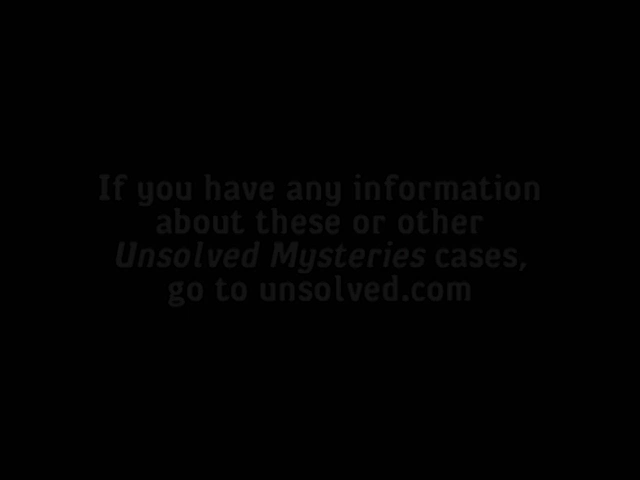 If you have any information
about these or other
Unsolved Mysteries cases,
go to unsolved.com